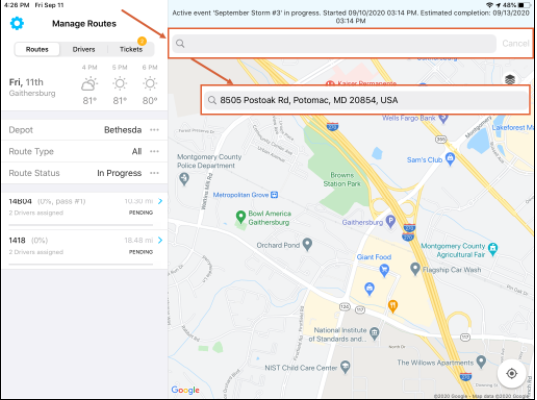 4:26 PM Fri Sep 11
48%
Manage Routes
Routes
Drivers
Tickets
Fri, 11th
Gaithersburg
4 PM 5 PM 6 PM
81° 81° 80°
Depot Bethesda ...
Route Type All ...
Route Status In Progress ...
14B04 (0%, pass #1) 10.30 mi
2 Drivers assigned PENDING
1418 (0%) 18.48 mi
2 Drivers assigned PENDING
Active event 'September Storm #3' in progress. Started 09/10/2020 03:14 PM. Estimated completion: 09/13/2020
03:14 PM
Cancel
Kaiser Permanente
8505 Postoak Rd, Potomac, MD 20854, USA
Wells Fargo Bank
Lakeforest Ma
Sam's Club
Montgomery County
Police Department
Browns
Station Park
Metropolitan Grove
Bowl America
Gaithersburg
Gaithersburg
Orchard Pond
Montgomery County
Agricultural Fair
Giant Food
Flagship Car Wash
National Institute
of Standards and...
NIST Child Care Center
The Willows Apartments
Google
©2020 Google - Map data ©2020 Google